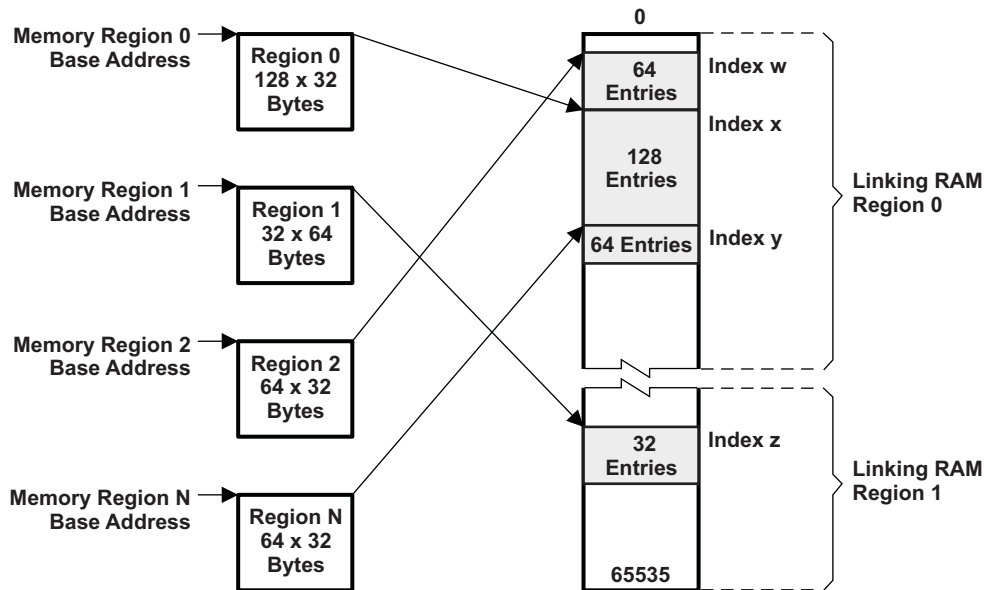 Memory Region 0
Base Address
Region 0
128 x 32
Bytes
Memory Region 1
Base Address
Region 1
32 x 64
Bytes
Memory Region 2
Base Address
Region 2
64 x 32
Bytes
Memory Region N
Base Address
Region N
64 x 32
Bytes
0
64
Entries
Index w
128
Entries
Index x
64 Entries
Index y
Linking RAM
Region 0
32
Entries
Index z
65535
Linking RAM
Region 1